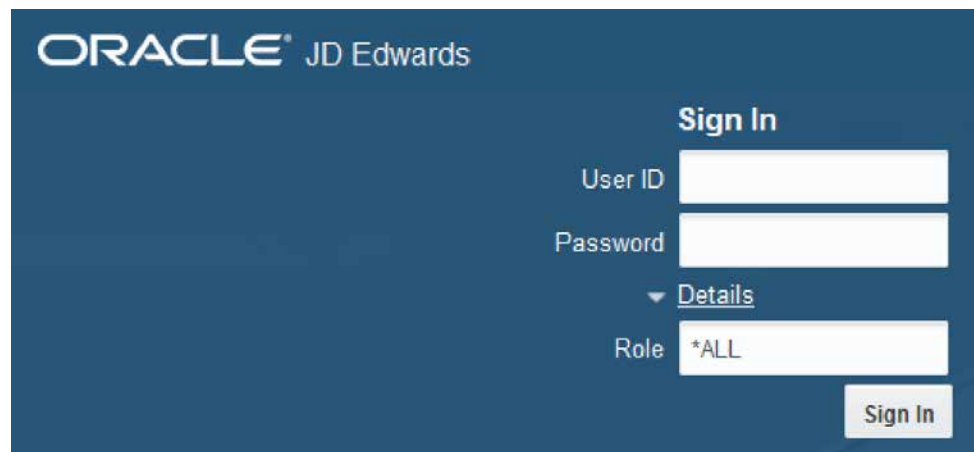 ORACLE® JD Edwards
Sign In
User ID
Password
Details
Role *ALL
Sign In